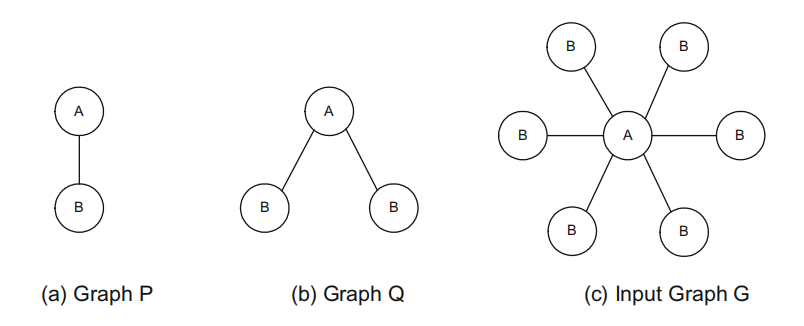 B B
A A B A B
B B B B B
(a) Graph P (b) Graph Q (c) Input Graph G